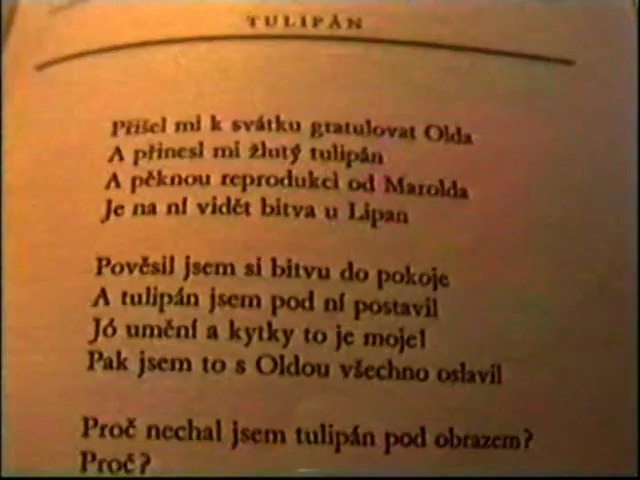 TULIPÁN
Přišel mi k svátku gratulovat Olda
A přinesl mi žlutý tulipán
A pěknou reprodukci od Marolda
Je na ní vidět bitva u Lipan
Pověsil jsem si bitvu do pokoje
A tulipán jsem pod ní postavil
Jó umění a kytky to je moje!
Pak jsem to s Oldou všechno oslavil
Proč nechal jsem tulipán pod obrazem?
Proč?